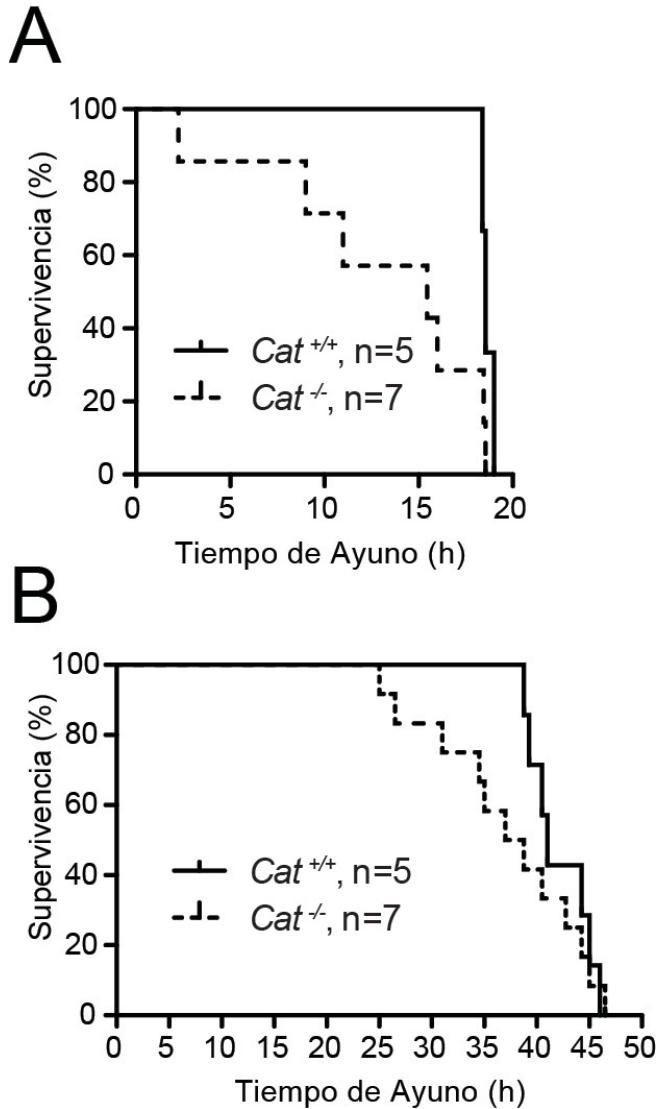 A
100
80
60
40
20
0
Supervivencia (%)
Cat +/+, n=5
Cat -/-, n=7
0 5 10 15 20
Tiempo de Ayuno (h)
B
100
80
60
40
20
0
Supervivencia (%)
Cat +/+, n=5
Cat -/-, n=7
0 5 10 15 20 25 30 35 40 45 50
Tiempo de Ayuno (h)